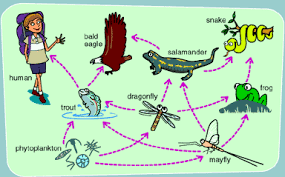 snake
bald
eagle
salamander
human
dragonfly
frog
trout
phytoplankton
mayfly